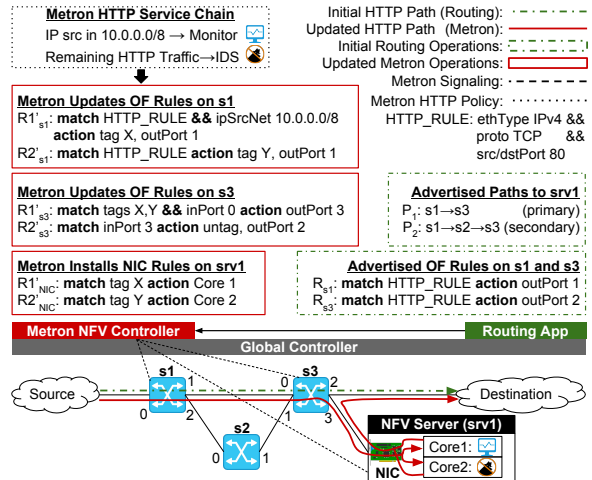 Metron HTTP Service Chain
IP src in 10.0.0.0/8 → Monitor
Remaining HTTP Traffic→IDS
Initial HTTP Path (Routing):
Updated HTTP Path (Metron):
Initial Routing Operations:
Updated Metron Operations:
Metron Signaling:
Metron HTTP Policy:
HTTP_RULE: ethType IPv4 &&
proto TCP &&
src/dstPort 80
Metron Updates OF Rules on s1
R1's1: match HTTP_RULE && ipSrcNet 10.0.0.0/8
action tag X, outPort 1
R2's1: match HTTP_RULE action tag Y, outPort 1
Metron Updates OF Rules on s3
R1's3: match tags X,Y && inPort 0 action outPort 3
R2's3: match inPort 3 action untag, outPort 2
Advertised Paths to srv1
P1: s1→s3 (primary)
P2: s1→s2→s3 (secondary)
Metron Installs NIC Rules on srv1
R1'NIC: match tag X action Core 1
R2'NIC: match tag Y action Core 2
Advertised OF Rules on s1 and s3
Rs1: match HTTP_RULE action outPort 1
Rs3: match HTTP_RULE action outPort 2
Metron NFV Controller
Routing App
Global Controller
s1
s3
Source
0
1
2
0
2
1
3
Destination
s2
0
1
NFV Server (srv1)
Core1:
Core2:
NIC